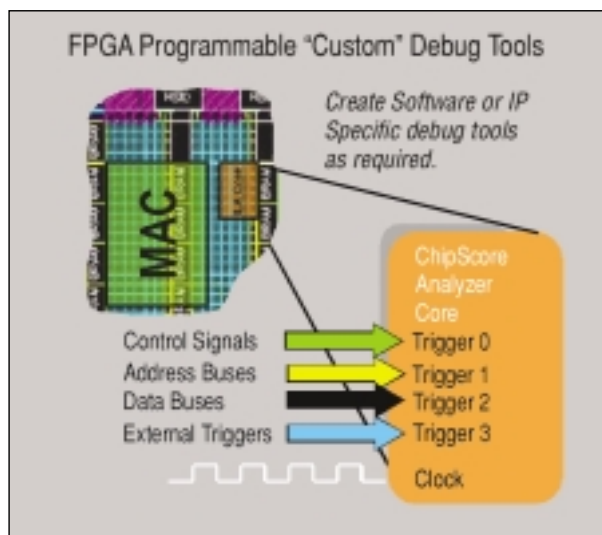 FPGA Programmable “Custom” Debug Tools
Create Software or IP
Specific debug tools
as required.
MAC
ChipScore
Analyzer
Core
Control Signals
Trigger 0
Address Buses
Trigger 1
Data Buses
Trigger 2
External Triggers
Trigger 3
Clock